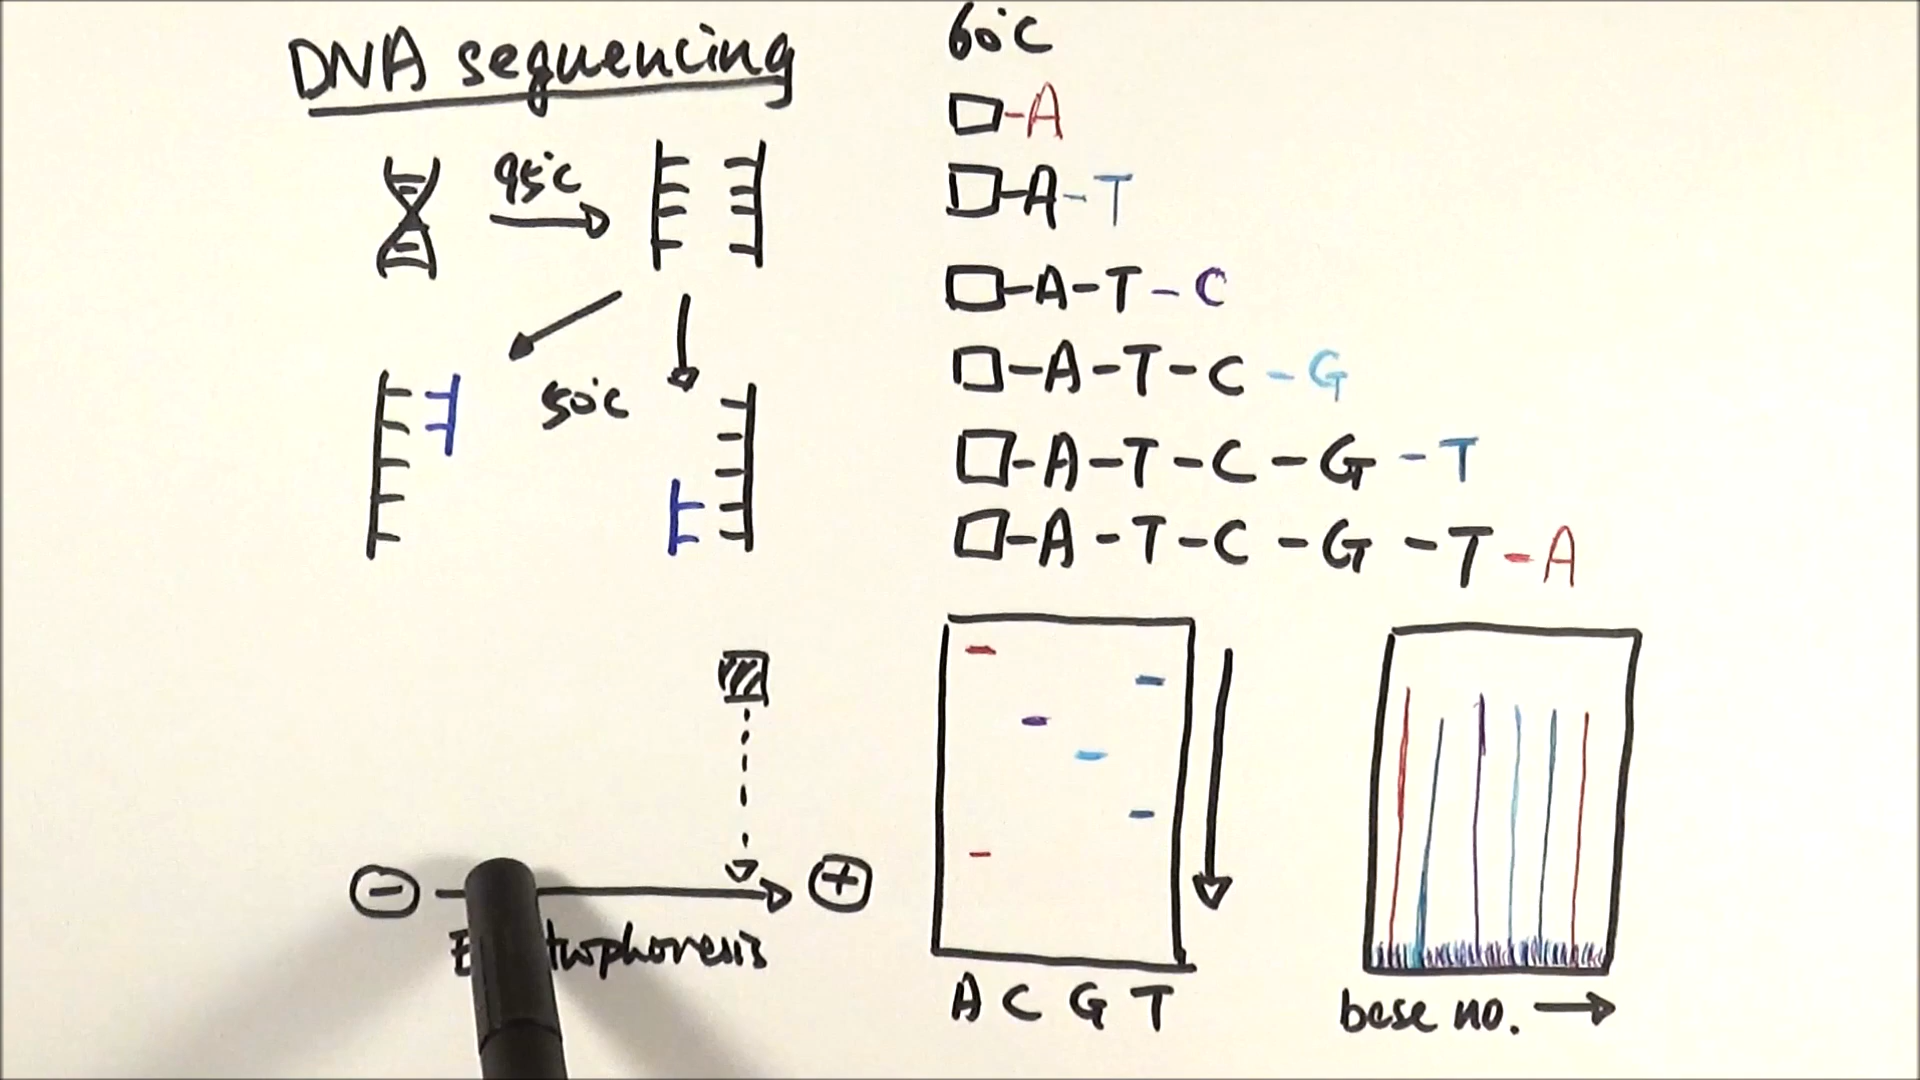 DNA sequencing
95°C
50°C
⊖ ⊕
60°C
□-A
□-A-T
□-A-T-C
□-A-T-C-G
□-A-T-C-G-T
□-A-T-C-G-T-A
A C G T
base no. →